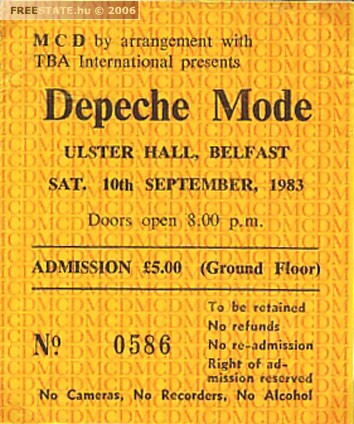 FREESTATE.hu © 2006
M C D by arrangement with
TBA International presents
Depeche Mode
ULSTER HALL, BELFAST
SAT. 10th SEPTEMBER, 1983
Doors open 8.00 p.m.
ADMISSION £5.00 (Ground Floor)
To be retained
No refunds
No re-admission
Right of ad-
mission reserved
Nº 0586
No Cameras, No Recorders, No Alcohol